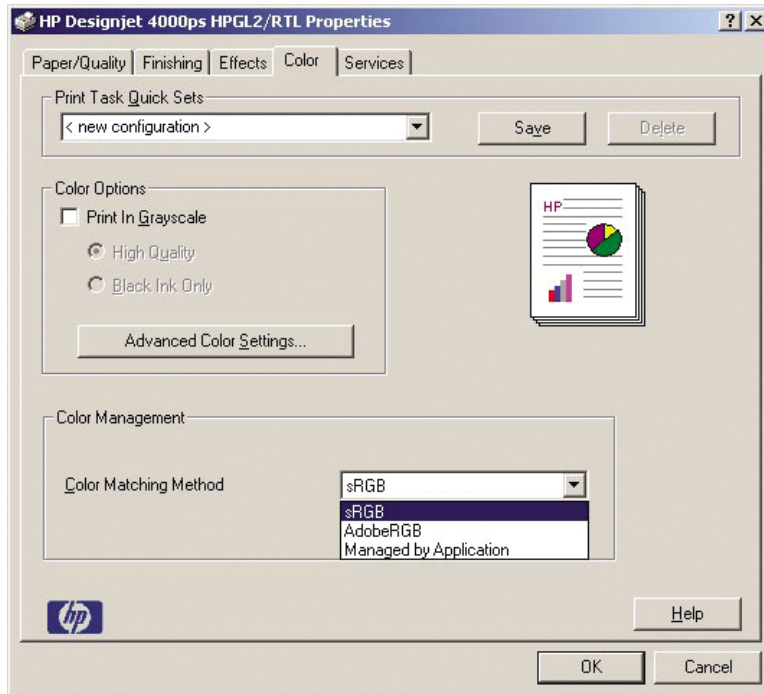 HP Designjet 4000ps HPGL2/RTL Properties
Paper/Quality Finishing Effects Color Services
Print Task Quick Sets
< new configuration > Save Delete
Color Options
Print In Grayscale
High Quality
Black Ink Only
Advanced Color Settings...
HP
Color Management
Color Matching Method sRGB
sRGB
AdobeRGB
Managed by Application
hp
Help
OK Cancel